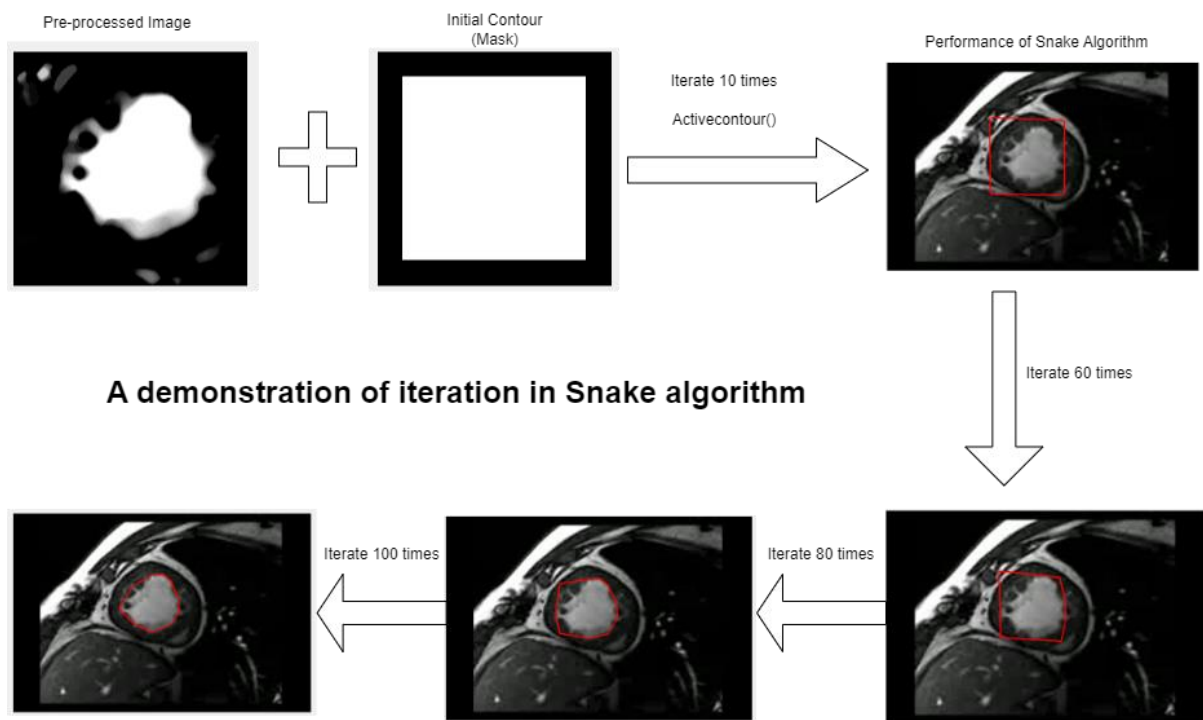 Pre-processed Image
Initial Contour
(Mask)
Performance of Snake Algorithm
Iterate 10 times
Activecontour()
Iterate 60 times
A demonstration of iteration in Snake algorithm
Iterate 80 times
Iterate 100 times